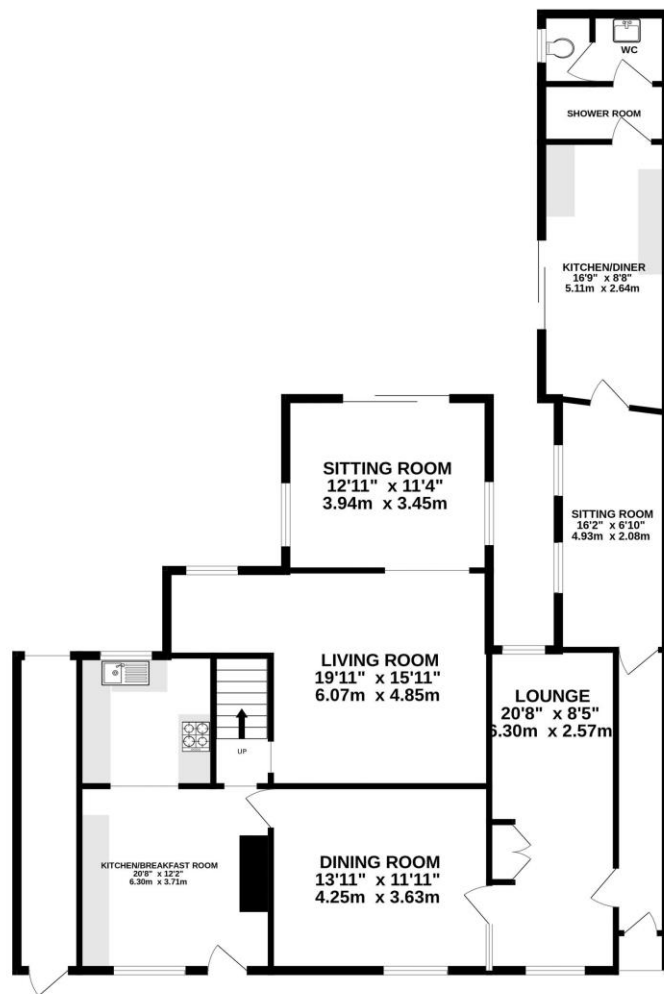 WC
SHOWER ROOM
KITCHEN/DINER
16'9" x 8'8"
5.11m x 2.64m
SITTING ROOM
12'11" x 11'4"
3.94m x 3.45m
SITTING ROOM
16'2" x 6'10"
4.93m x 2.08m
LIVING ROOM
19'11" x 15'11"
6.07m x 4.85m
LOUNGE
20'8" x 8'5"
6.30m x 2.57m
UP
KITCHEN/BREAKFAST ROOM
20'8" x 12'2"
6.30m x 3.71m
DINING ROOM
13'11" x 11'11"
4.25m x 3.63m